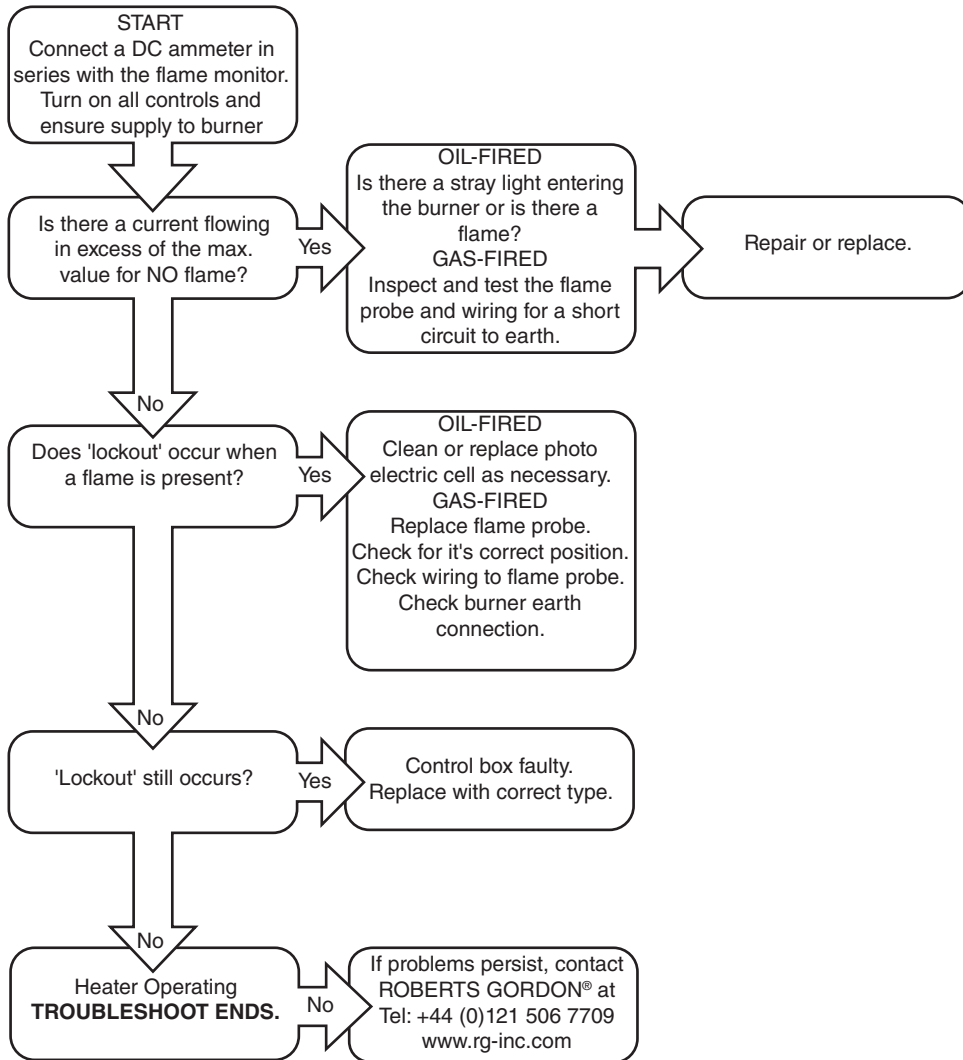 START
Connect a DC ammeter in
series with the flame monitor.
Turn on all controls and
ensure supply to burner
Is there a current flowing
in excess of the max.
value for NO flame?
Yes
OIL-FIRED
Is there a stray light entering
the burner or is there a
flame?
GAS-FIRED
Inspect and test the flame
probe and wiring for a short
circuit to earth.
Repair or replace.
No
Does 'lockout' occur when
a flame is present?
Yes
OIL-FIRED
Clean or replace photo
electric cell as necessary.
GAS-FIRED
Replace flame probe.
Check for it's correct position.
Check wiring to flame probe.
Check burner earth
connection.
No
'Lockout' still occurs?
Yes
Control box faulty.
Replace with correct type.
No
Heater Operating
TROUBLESHOOT ENDS.
No
If problems persist, contact
ROBERTS GORDON® at
Tel: +44 (0)121 506 7709
www.rg-inc.com